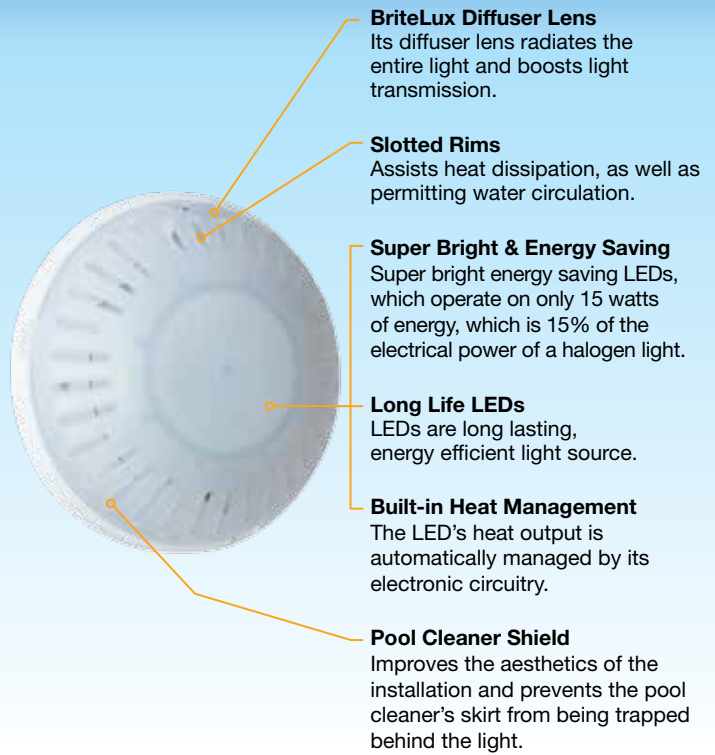 BriteLux Diffuser Lens
Its diffuser lens radiates the
entire light and boosts light
transmission.
Slotted Rims
Assists heat dissipation, as well as
permitting water circulation.
Super Bright & Energy Saving
Super bright energy saving LEDs,
which operate on only 15 watts
of energy, which is 15% of the
electrical power of a halogen light.
Long Life LEDs
LEDs are long lasting,
energy efficient light source.
Built-in Heat Management
The LED's heat output is
automatically managed by its
electronic circuitry.
Pool Cleaner Shield
Improves the aesthetics of the
installation and prevents the pool
cleaner's skirt from being trapped
behind the light.